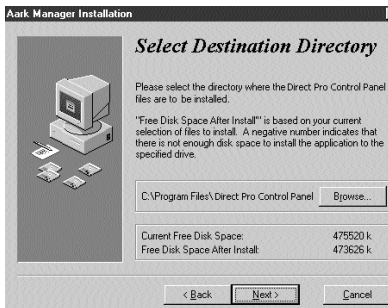 Aark Manager Installation
Select Destination Directory
Please select the directory where the Direct Pro Control Panel
files are to be installed.
"Free Disk Space After Install" is based on your current
selection of files to install. A negative number indicates that
there is not enough disk space to install the application to the
specified drive.
C:\Program Files\Direct Pro Control Panel
Browse...
Current Free Disk Space: 475520 k
Free Disk Space After Install: 473626 k
< Back Next > Cancel